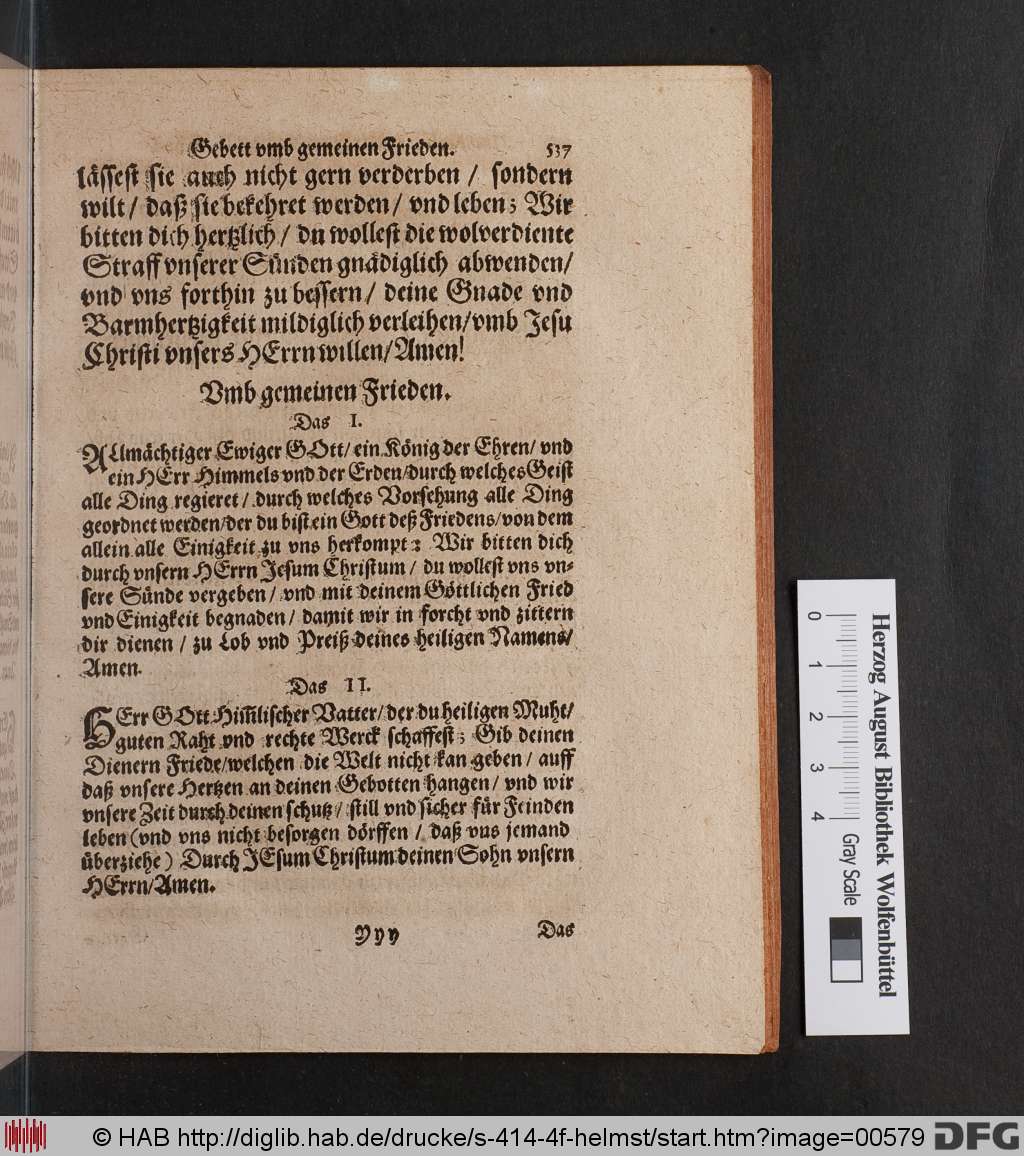 Gebett vmb gemeinen Frieden. 537
lässest sie auch nicht gern verderben / sondern
wilt / daß sie bekehret werden / vnd leben; Wir
bitten dich hertzlich / du wollest die wolverdiente
Straff vnserer Sünden gnädiglich abwenden /
vnd vns forthin zu bessern / deine Gnade vnd
Barmhertzigkeit mildiglich verleihen / vmb Jesu
Christi vnsers HErrn willen / Amen!
Vmb gemeinen Frieden.
Das I.
ALlmächtiger Ewiger GOtt / ein König der Ehren / vnd
ein HErr Himmels vnd der Erden / durch welches Geist
alle Ding regieret / durch welches Vorsehung alle Ding
geordnet werden / der du bist ein Gott deß Friedens / von dem
allein alle Einigkeit zu vns herkompt: Wir bitten dich
durch vnsern HErrn Jesum Christum / du wollest vns vn-
sere Sünde vergeben / vnd mit deinem Göttlichen Fried
vnd Einigkeit begnaden / damit wir in forcht vnd zittern
dir dienen / zu Lob vnd Preiß deines heiligen Namens /
Amen.
Das II.
HErr GOtt Him̃lischer Vatter / der du heiligen Muht /
guten Raht vnd rechte Werck schaffest; Gib deinen
Dienern Friede / welchen die Welt nicht kan geben / auff
daß vnsere Hertzen an deinen Gebotten hangen / vnd wir
vnsere Zeit durch deinen schutz / still vnd sicher für Feinden
leben (vnd vns nicht besorgen dörffen / daß vns jemand
überziehe) Durch JEsum Christum deinen Sohn vnsern
HErrn / Amen.
Yyy Das
0 1 2 3 4 Gray Scale
Herzog August Bibliothek Wolfenbüttel
© HAB http://diglib.hab.de/drucke/s-414-4f-helmst/start.htm?image=00579 DFG